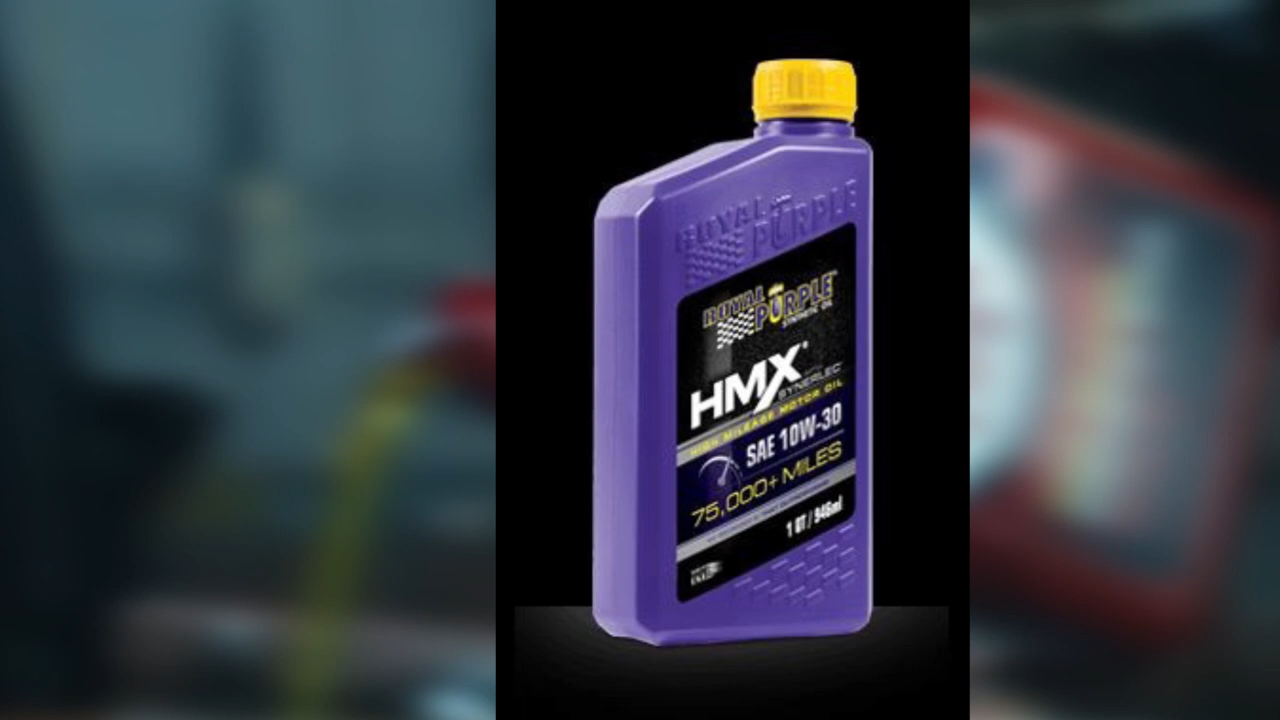 ROYAL
PURPLE
ROYAL
PURPLE
SYNTHETIC OIL
HMX®
SYNERLEC
HIGH MILEAGE MOTOR OIL
SAE 10W-30
75,000+ MILES
1 QT / 946ml